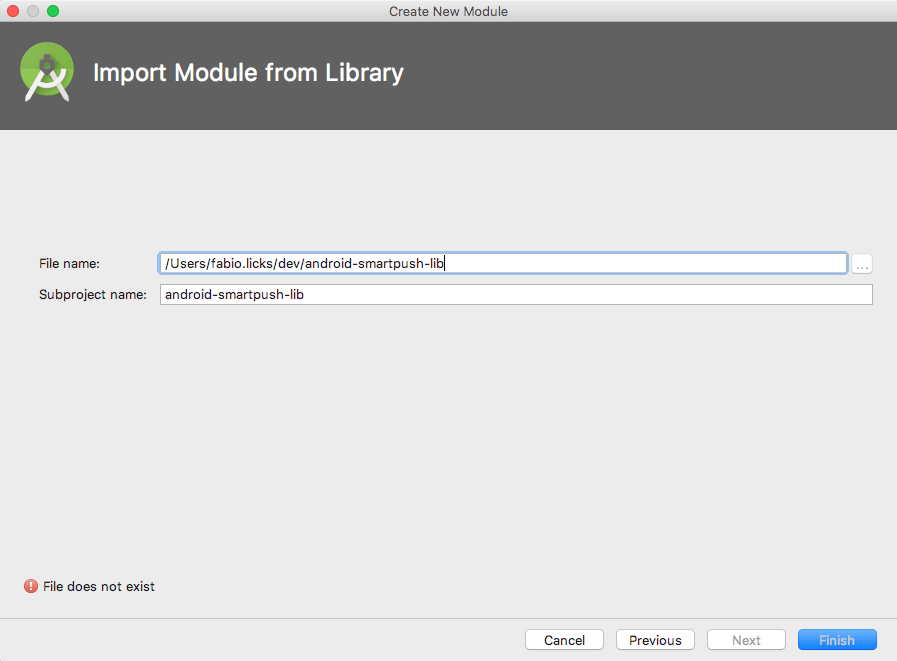 Create New Module
Import Module from Library
File name: /Users/fabio.licks/dev/android-smartpush-lib ...
Subproject name: android-smartpush-lib
File does not exist
Cancel Previous Next Finish